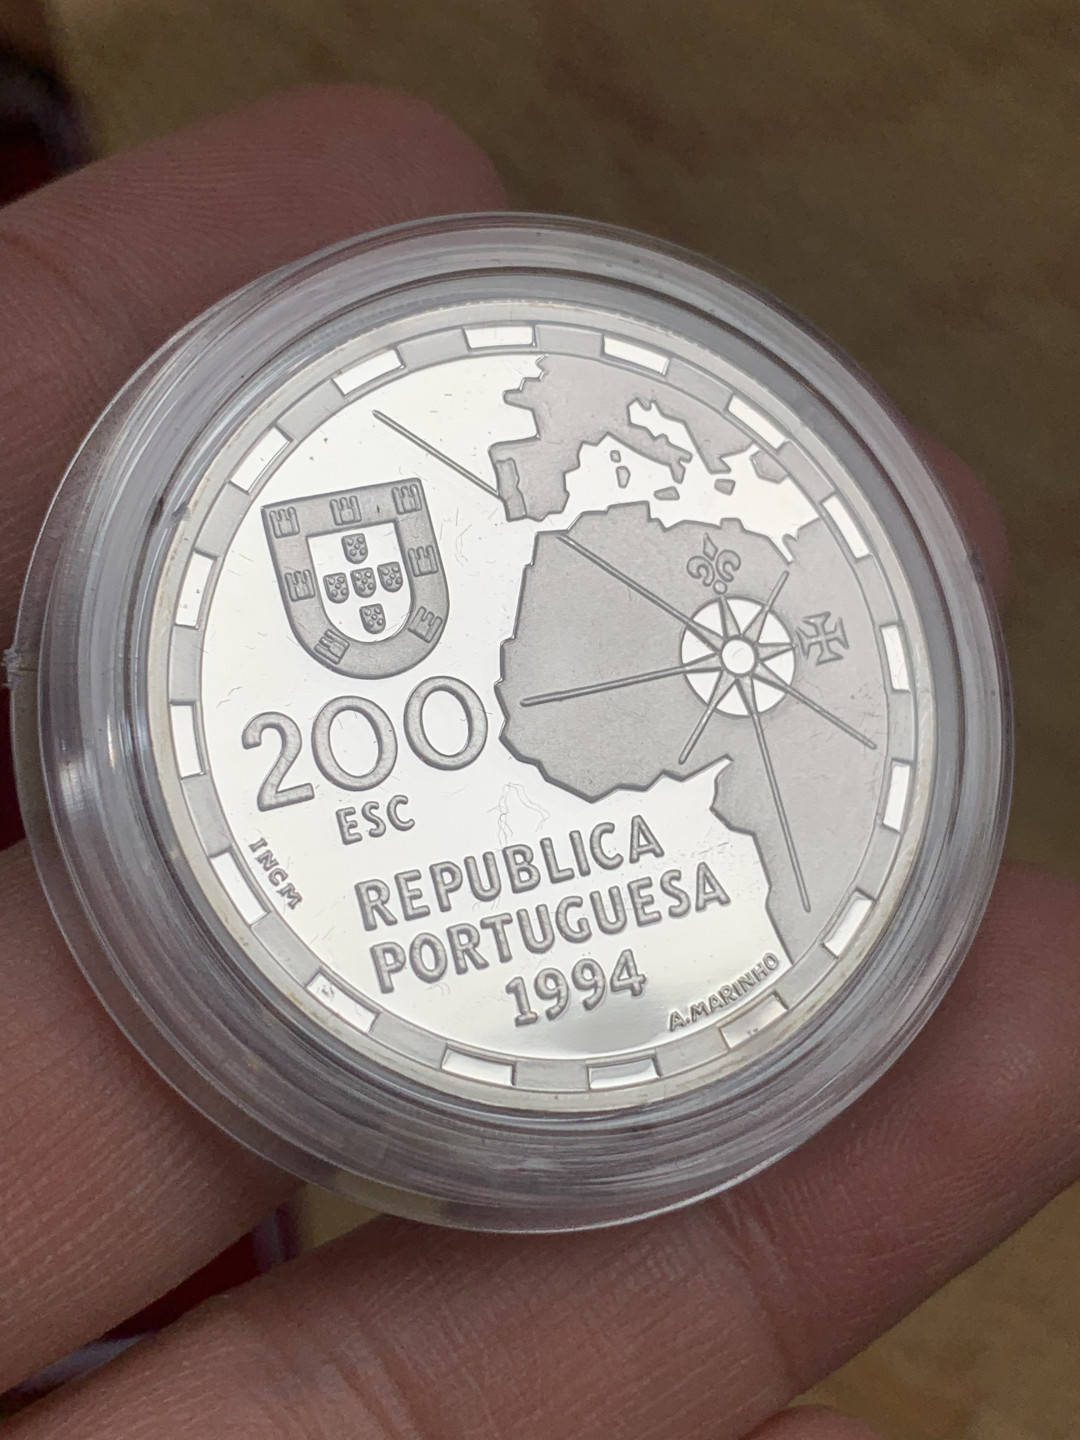 200
ESC
INCM
REPUBLICA
PORTUGUESA
1994
A.MARINHO